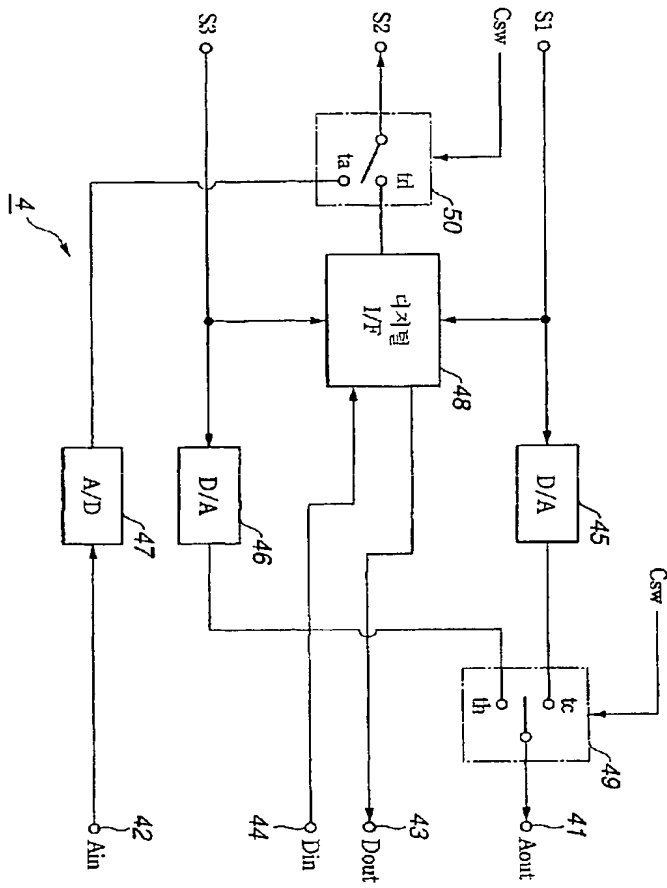 S3
S2
Csw
S1
ta
td
50
4
디지털
I/F
48
D/A
45
Csw
A/D
47
D/A
46
th
tc
49
42
Ain
44
Din
43
Dout
41
Aout